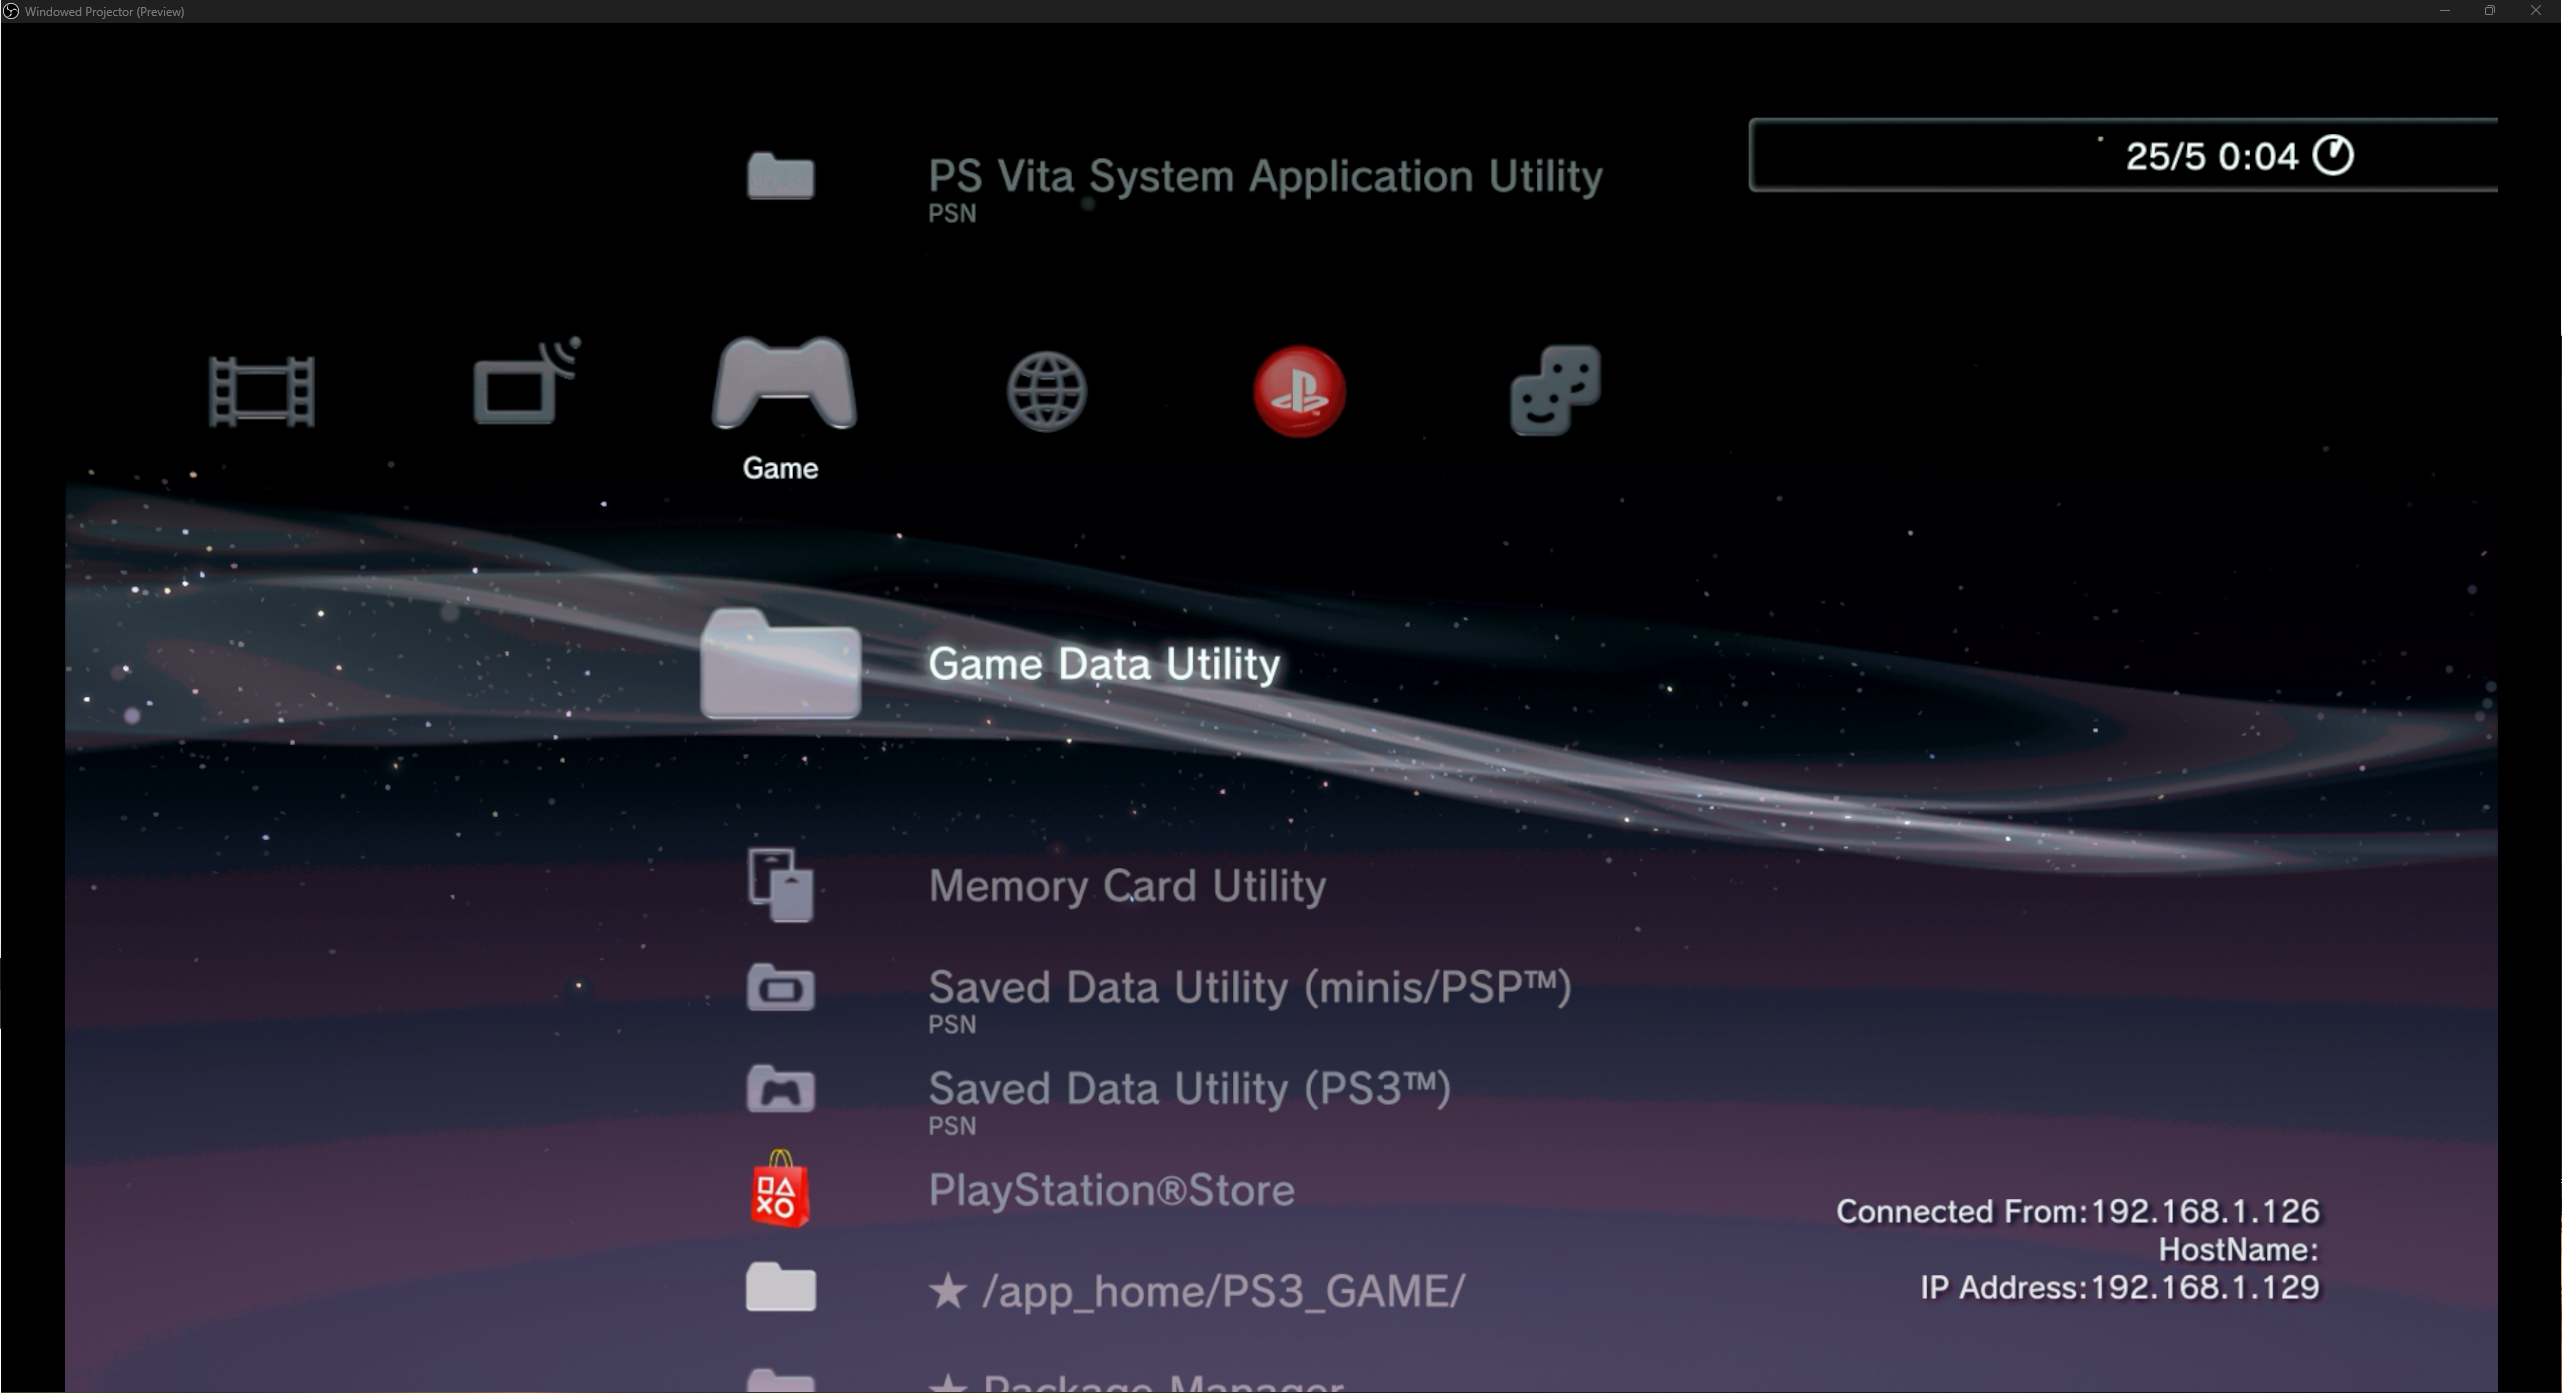 Windowed Projector (Preview)
PS Vita System Application Utility
PSN
25/5 0:04
Game
Game Data Utility
Memory Card Utility
Saved Data Utility (minis/PSP™)
PSN
Saved Data Utility (PS3™)
PSN
PlayStation®Store
★ /app_home/PS3_GAME/
★ Package Manager
Connected From:192.168.1.126
HostName:
IP Address:192.168.1.129